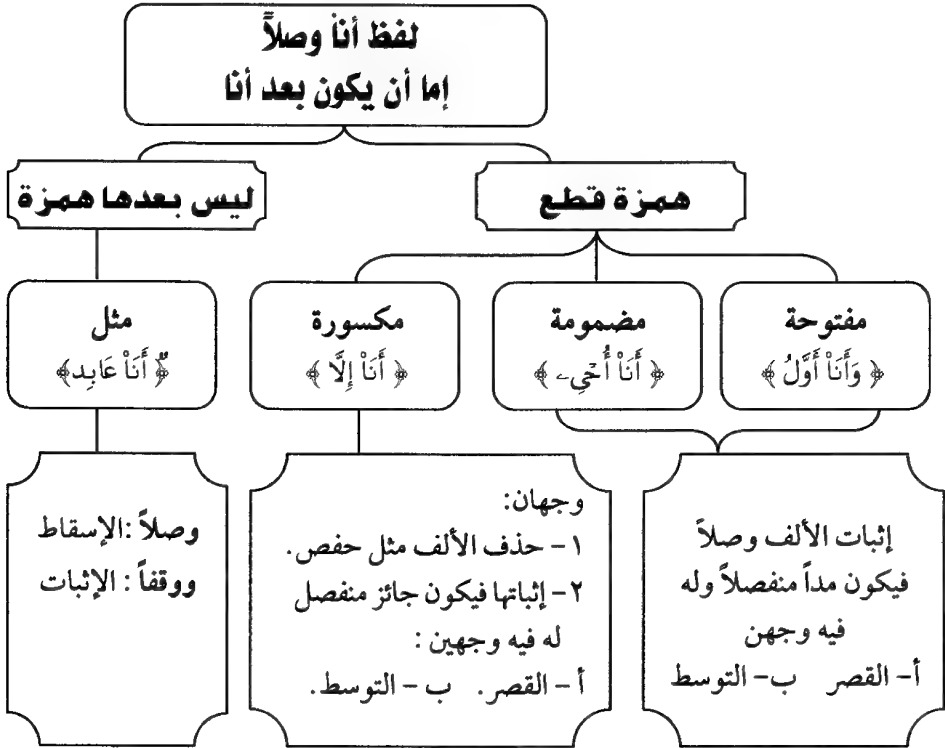 لفظ أنا وصلاً
إما أن يكون بعد أنا
همزة قطع
ليس بعدها همزة
مفتوحة
﴿ وَأَنَا۠ أَوَّلُ ﴾
مضمومة
﴿ أَنَا۠ أُحْيِۦ ﴾
مكسورة
﴿ أَنَا۠ إِلَّا ﴾
مثل
﴿ أَنَا۠ عَابِدٌ ﴾
إثبات الألف وصلاً
فيكون مداً منفصلاً وله
فيه وجهن
أ- القصر ب- التوسط
وجهان:
١- حذف الألف مثل حفص.
٢- إثباتها فيكون جائز منفصل
له فيه وجهين :
أ - القصر. ب - التوسط.
وصلاً :الإسقاط
ووقفاً : الإثبات